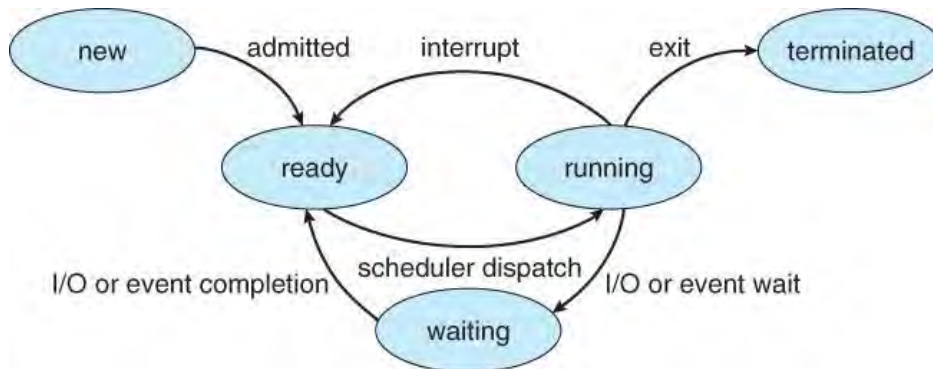 new
admitted
interrupt
exit
terminated
ready
running
I/O or event completion
scheduler dispatch
I/O or event wait
waiting